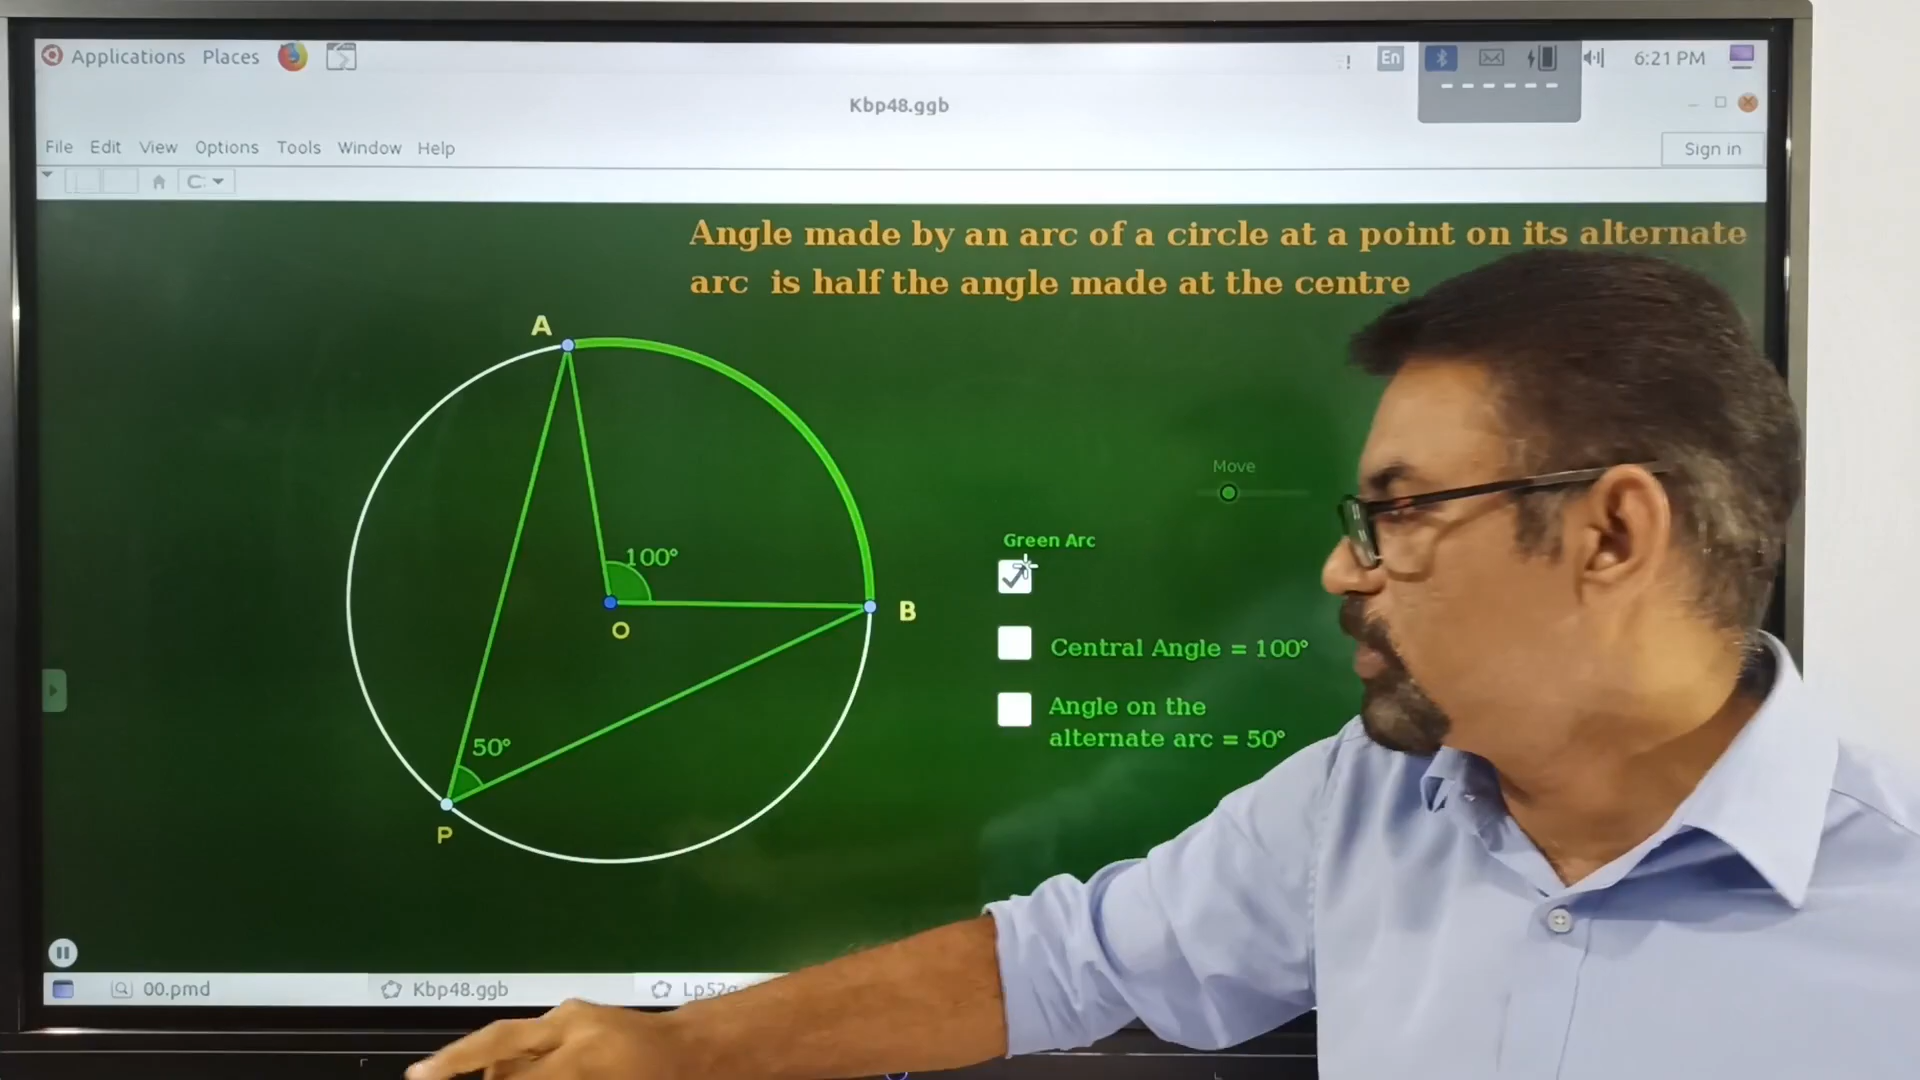 Applications Places
En
6:21 PM
Kbp48.ggb
File Edit View Options Tools Window Help
Sign in
C:
Angle made by an arc of a circle at a point on its alternate
arc is half the angle made at the centre
A
Move
Green Arc
100°
B
O
Central Angle = 100°
Angle on the
alternate arc = 50°
50°
P
00.pmd
Kbp48.ggb